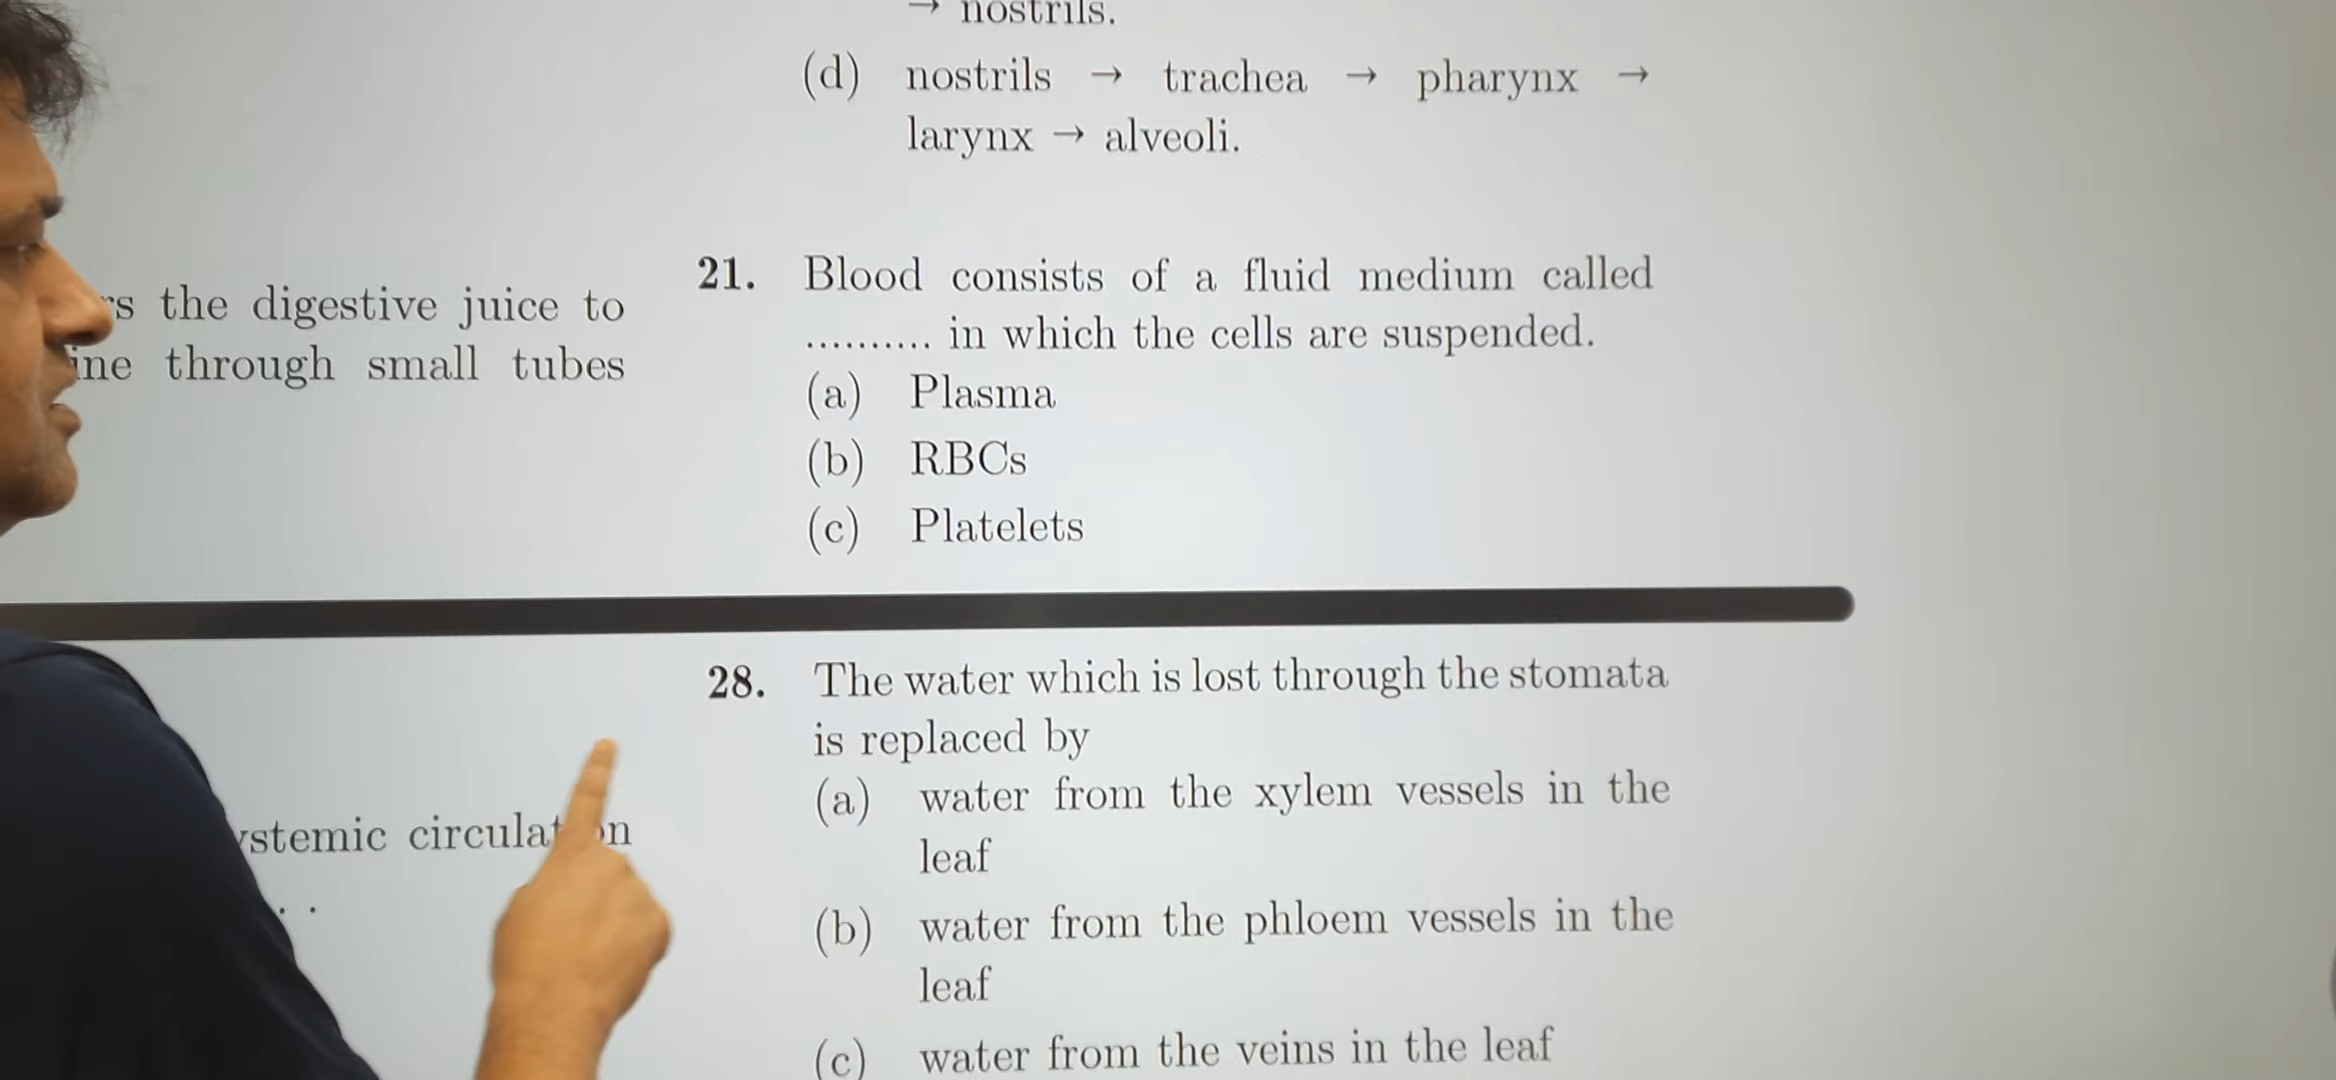 → nostrils.
(d) nostrils → trachea → pharynx →
larynx → alveoli.
the digestive juice to
through small tubes
21. Blood consists of a fluid medium called
.......... in which the cells are suspended.
(a) Plasma
(b) RBCs
(c) Platelets
28. The water which is lost through the stomata
is replaced by
(a) water from the xylem vessels in the
leaf
(b) water from the phloem vessels in the
leaf
(c) water from the veins in the leaf